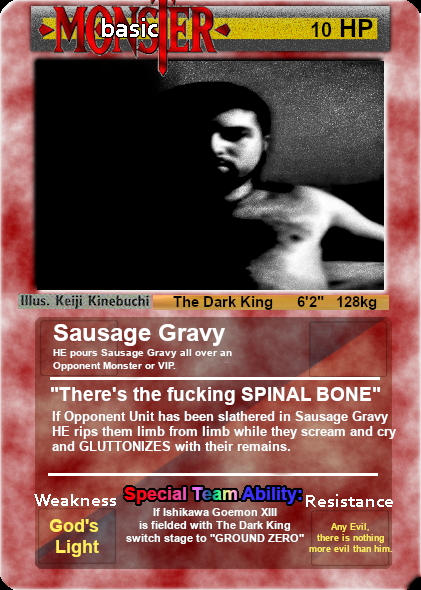 MONSTER
basic
10 HP
Illus. Keiji Kinebuchi
The Dark King 6'2" 128kg
Sausage Gravy
HE pours Sausage Gravy all over an
Opponent Monster or VIP.
"There's the fucking SPINAL BONE"
If Opponent Unit has been slathered in Sausage Gravy
HE rips them limb from limb while they scream and cry
and GLUTTONIZES with their remains.
Weakness
God's
Light
Special Team Ability:
If Ishikawa Goemon XIII
is fielded with The Dark King
switch stage to "GROUND ZERO"
Resistance
Any Evil,
there is nothing
more evil than him.